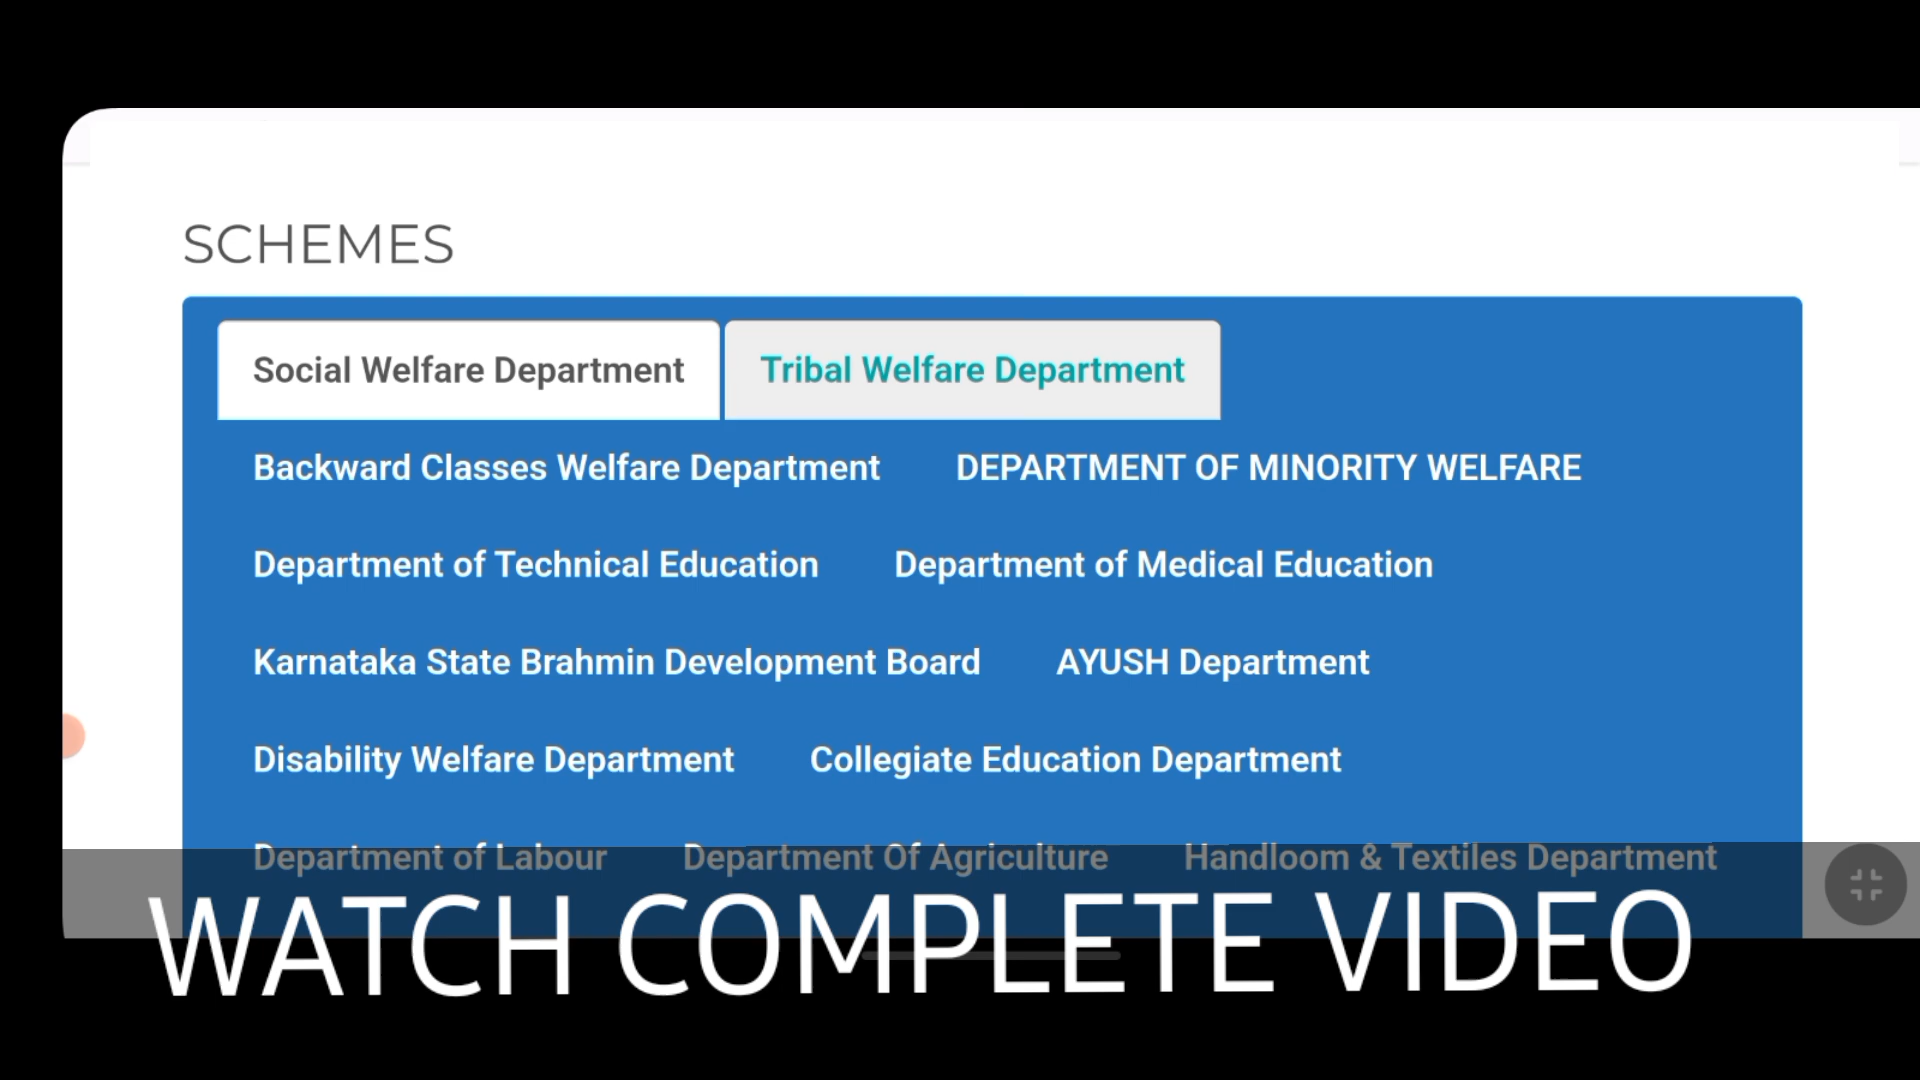 SCHEMES
Social Welfare Department Tribal Welfare Department
Backward Classes Welfare Department DEPARTMENT OF MINORITY WELFARE
Department of Technical Education Department of Medical Education
Karnataka State Brahmin Development Board AYUSH Department
Disability Welfare Department Collegiate Education Department
Department of Labour Department Of Agriculture Handloom & Textiles Department
WATCH COMPLETE VIDEO